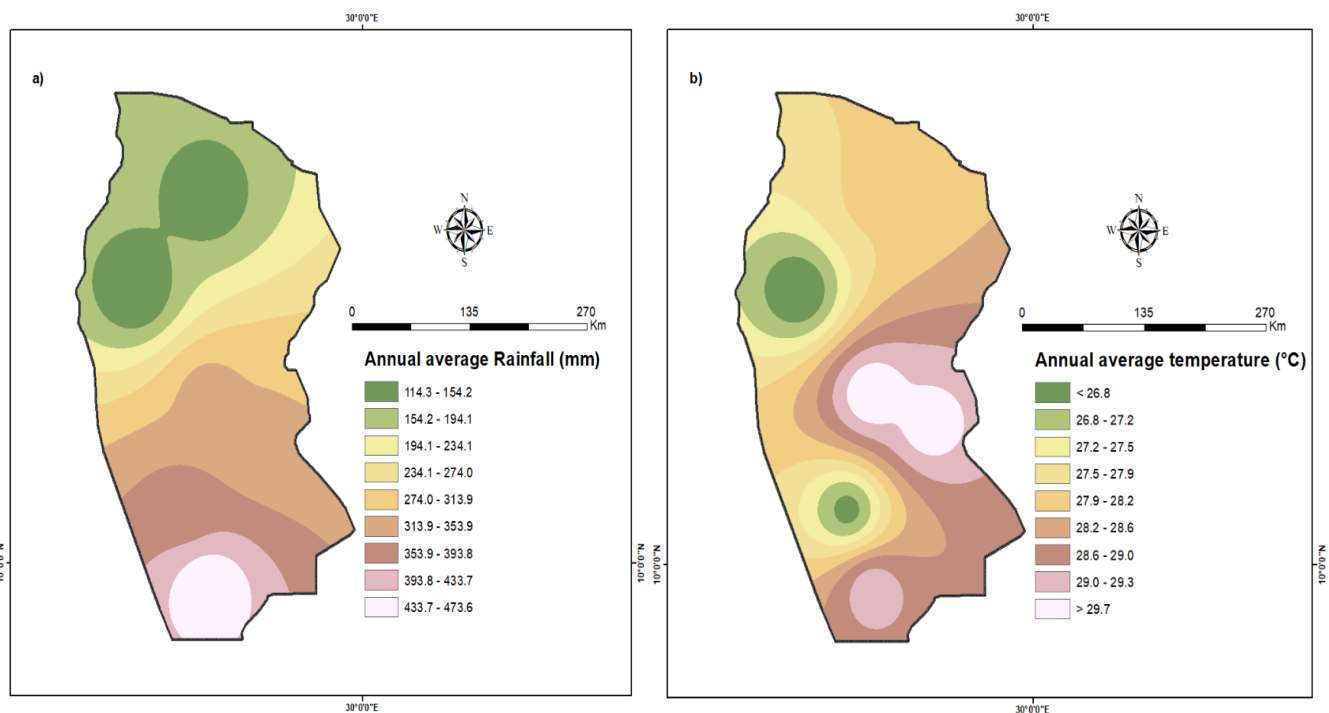 30°0'0"E
a)
N
W E
S
0 135 270
Km
Annual average Rainfall (mm)
114.3 - 154.2
154.2 - 194.1
194.1 - 234.1
234.1 - 274.0
274.0 - 313.9
313.9 - 353.9
353.9 - 393.8
393.8 - 433.7
433.7 - 473.6
10°0'0"N
30°0'0"E
30°0'0"E
b)
N
W E
S
0 135 270
Km
Annual average temperature (°C)
< 26.8
26.8 - 27.2
27.2 - 27.5
27.5 - 27.9
27.9 - 28.2
28.2 - 28.6
28.6 - 29.0
29.0 - 29.3
> 29.7
10°0'0"N
10°0'0"N
30°0'0"E